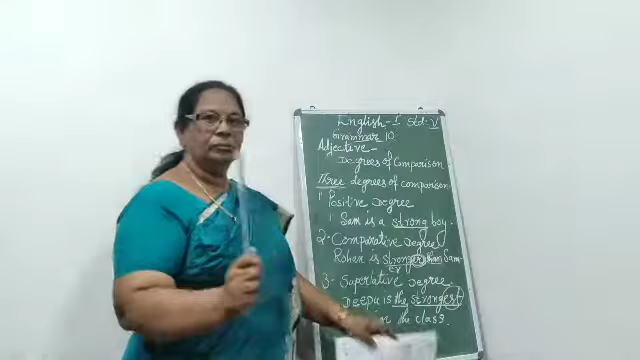 English-I Std-V
Grammar 10
Adjective-
Degrees of Comparison
Three degrees of comparison
1 Positive Degree
Sam is a strong boy.
2- Comparative Degree
Rohan is stronger than Sam.
er
3- Superlative Degree
Deepu is the strongest
in the class.